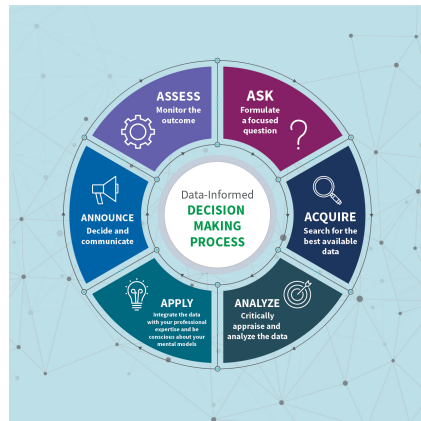 Data-Informed
DECISION
MAKING
PROCESS
ASK
Formulate
a focused
question
ACQUIRE
Search for the
best available
data
ANALYZE
Critically
appraise and
analyze the data
APPLY
Integrate the data
with your professional
expertise and be
conscious about your
mental models
ANNOUNCE
Decide and
communicate
ASSESS
Monitor the
outcome